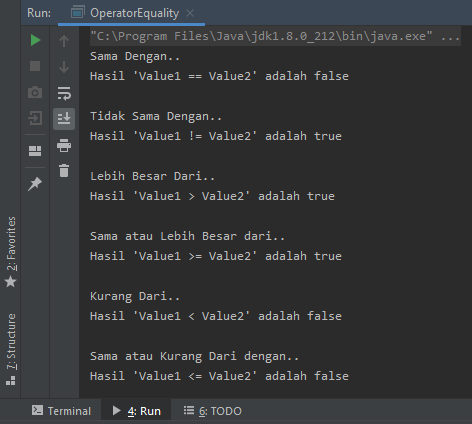 Run: OperatorEquality ×
"C:\Program Files\Java\jdk1.8.0_212\bin\java.exe" ...
Sama Dengan..
Hasil 'Value1 == Value2' adalah false
Tidak Sama Dengan..
Hasil 'Value1 != Value2' adalah true
Lebih Besar Dari..
Hasil 'Value1 > Value2' adalah true
Sama atau Lebih Besar dari..
Hasil 'Value1 >= Value2' adalah true
Kurang Dari..
Hasil 'Value1 < Value2' adalah false
Sama atau Kurang Dari dengan..
Hasil 'Value1 <= Value2' adalah false
2: Favorites
7: Structure
Terminal 4: Run 6: TODO